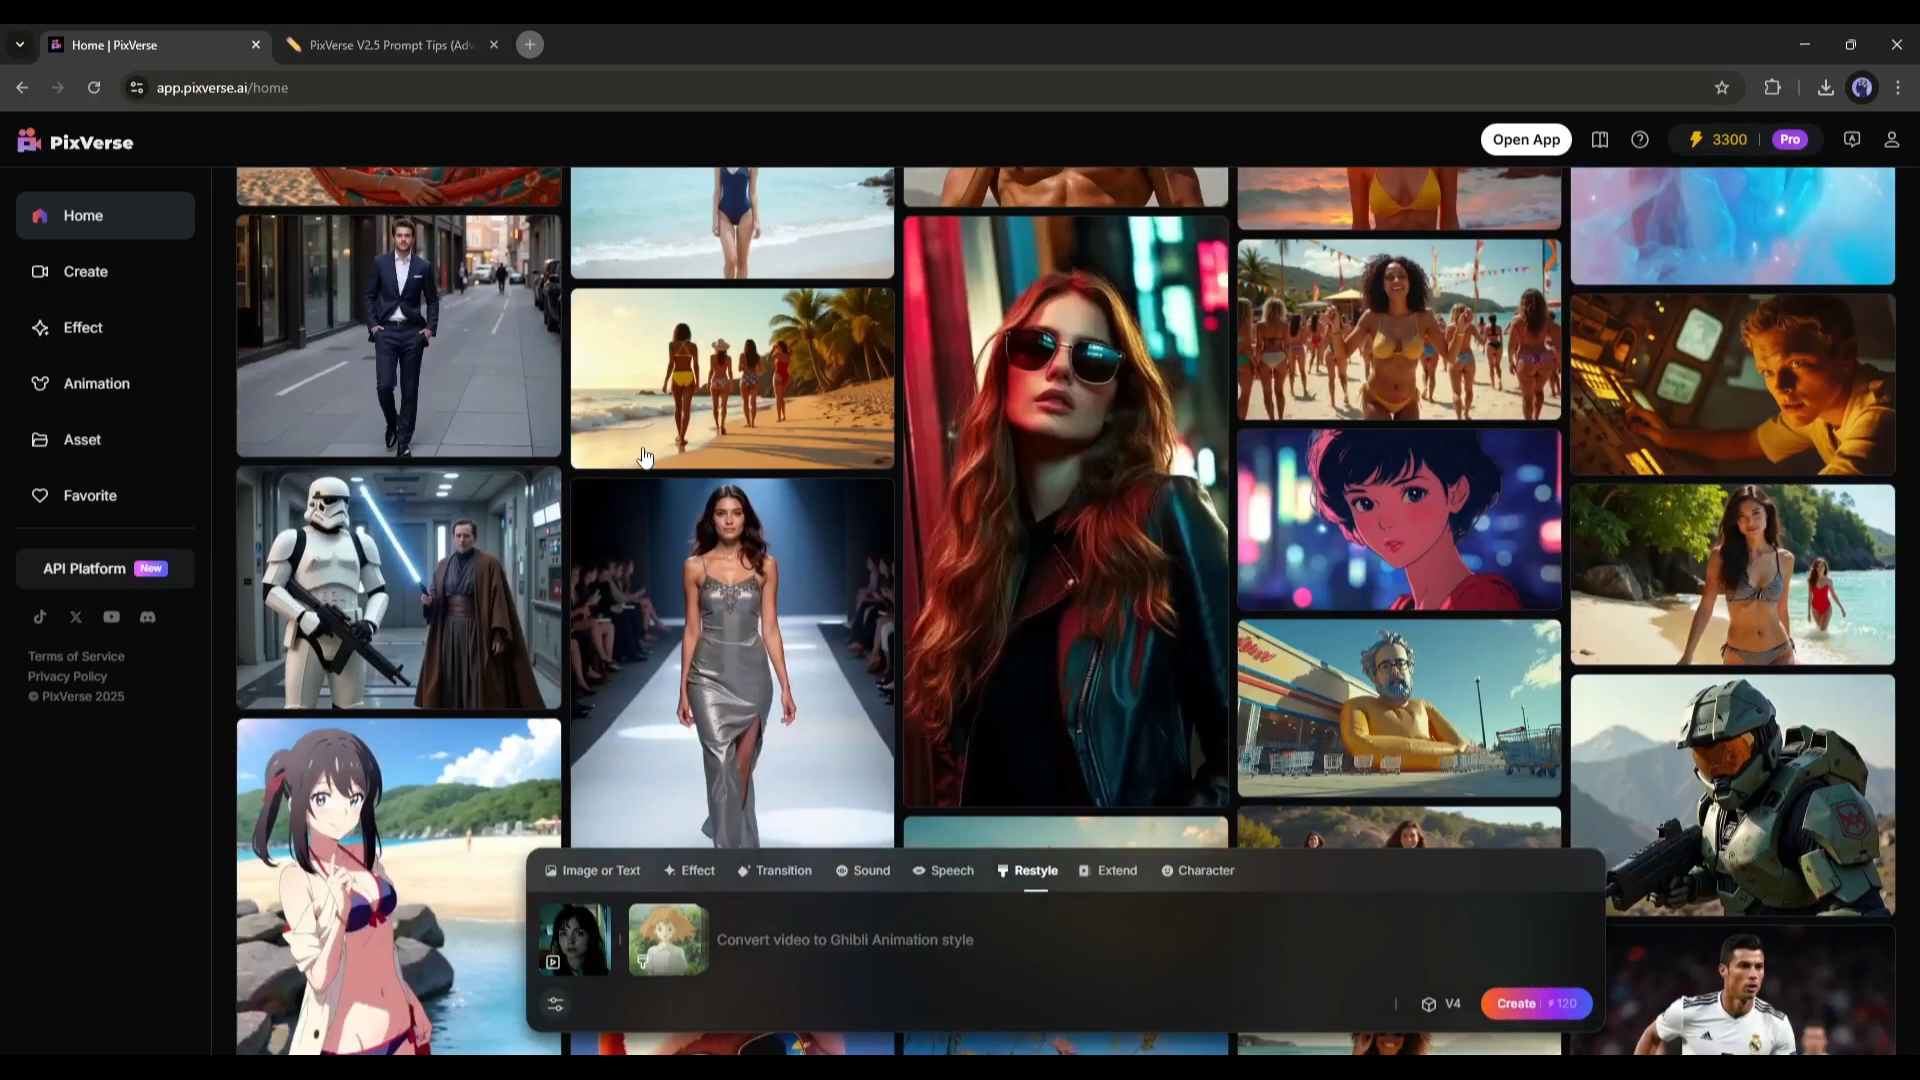 Home | PixVerse
PixVerse V2.5 Prompt Tips (Adv
app.pixverse.ai/home
PixVerse
Open App
3300
Pro
Home
Create
Effect
Animation
Asset
Favorite
API Platform New
Terms of Service
Privacy Policy
© PixVerse 2025
Image or Text
Effect
Transition
Sound
Speech
Restyle
Extend
Character
Convert video to Ghibli Animation style
V4
Create 120